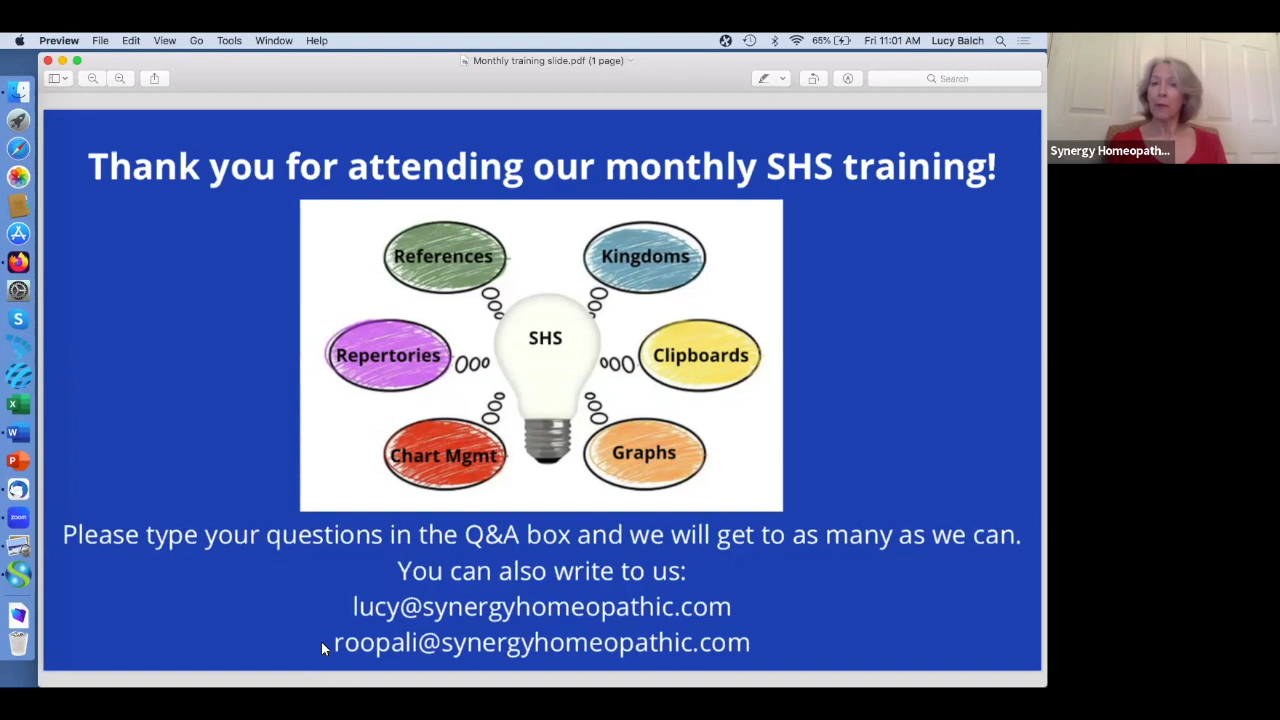 Preview File Edit View Go Tools Window Help
65% Fri 11:01 AM Lucy Balch
Monthly training slide.pdf (1 page)
Search
Synergy Homeopath...
Thank you for attending our monthly SHS training!
References
Kingdoms
SHS
Repertories
Clipboards
Chart Mgmt
Graphs
Please type your questions in the Q&A box and we will get to as many as we can.
You can also write to us:
lucy@synergyhomeopathic.com
roopali@synergyhomeopathic.com
S
X
W
P
zoom
S